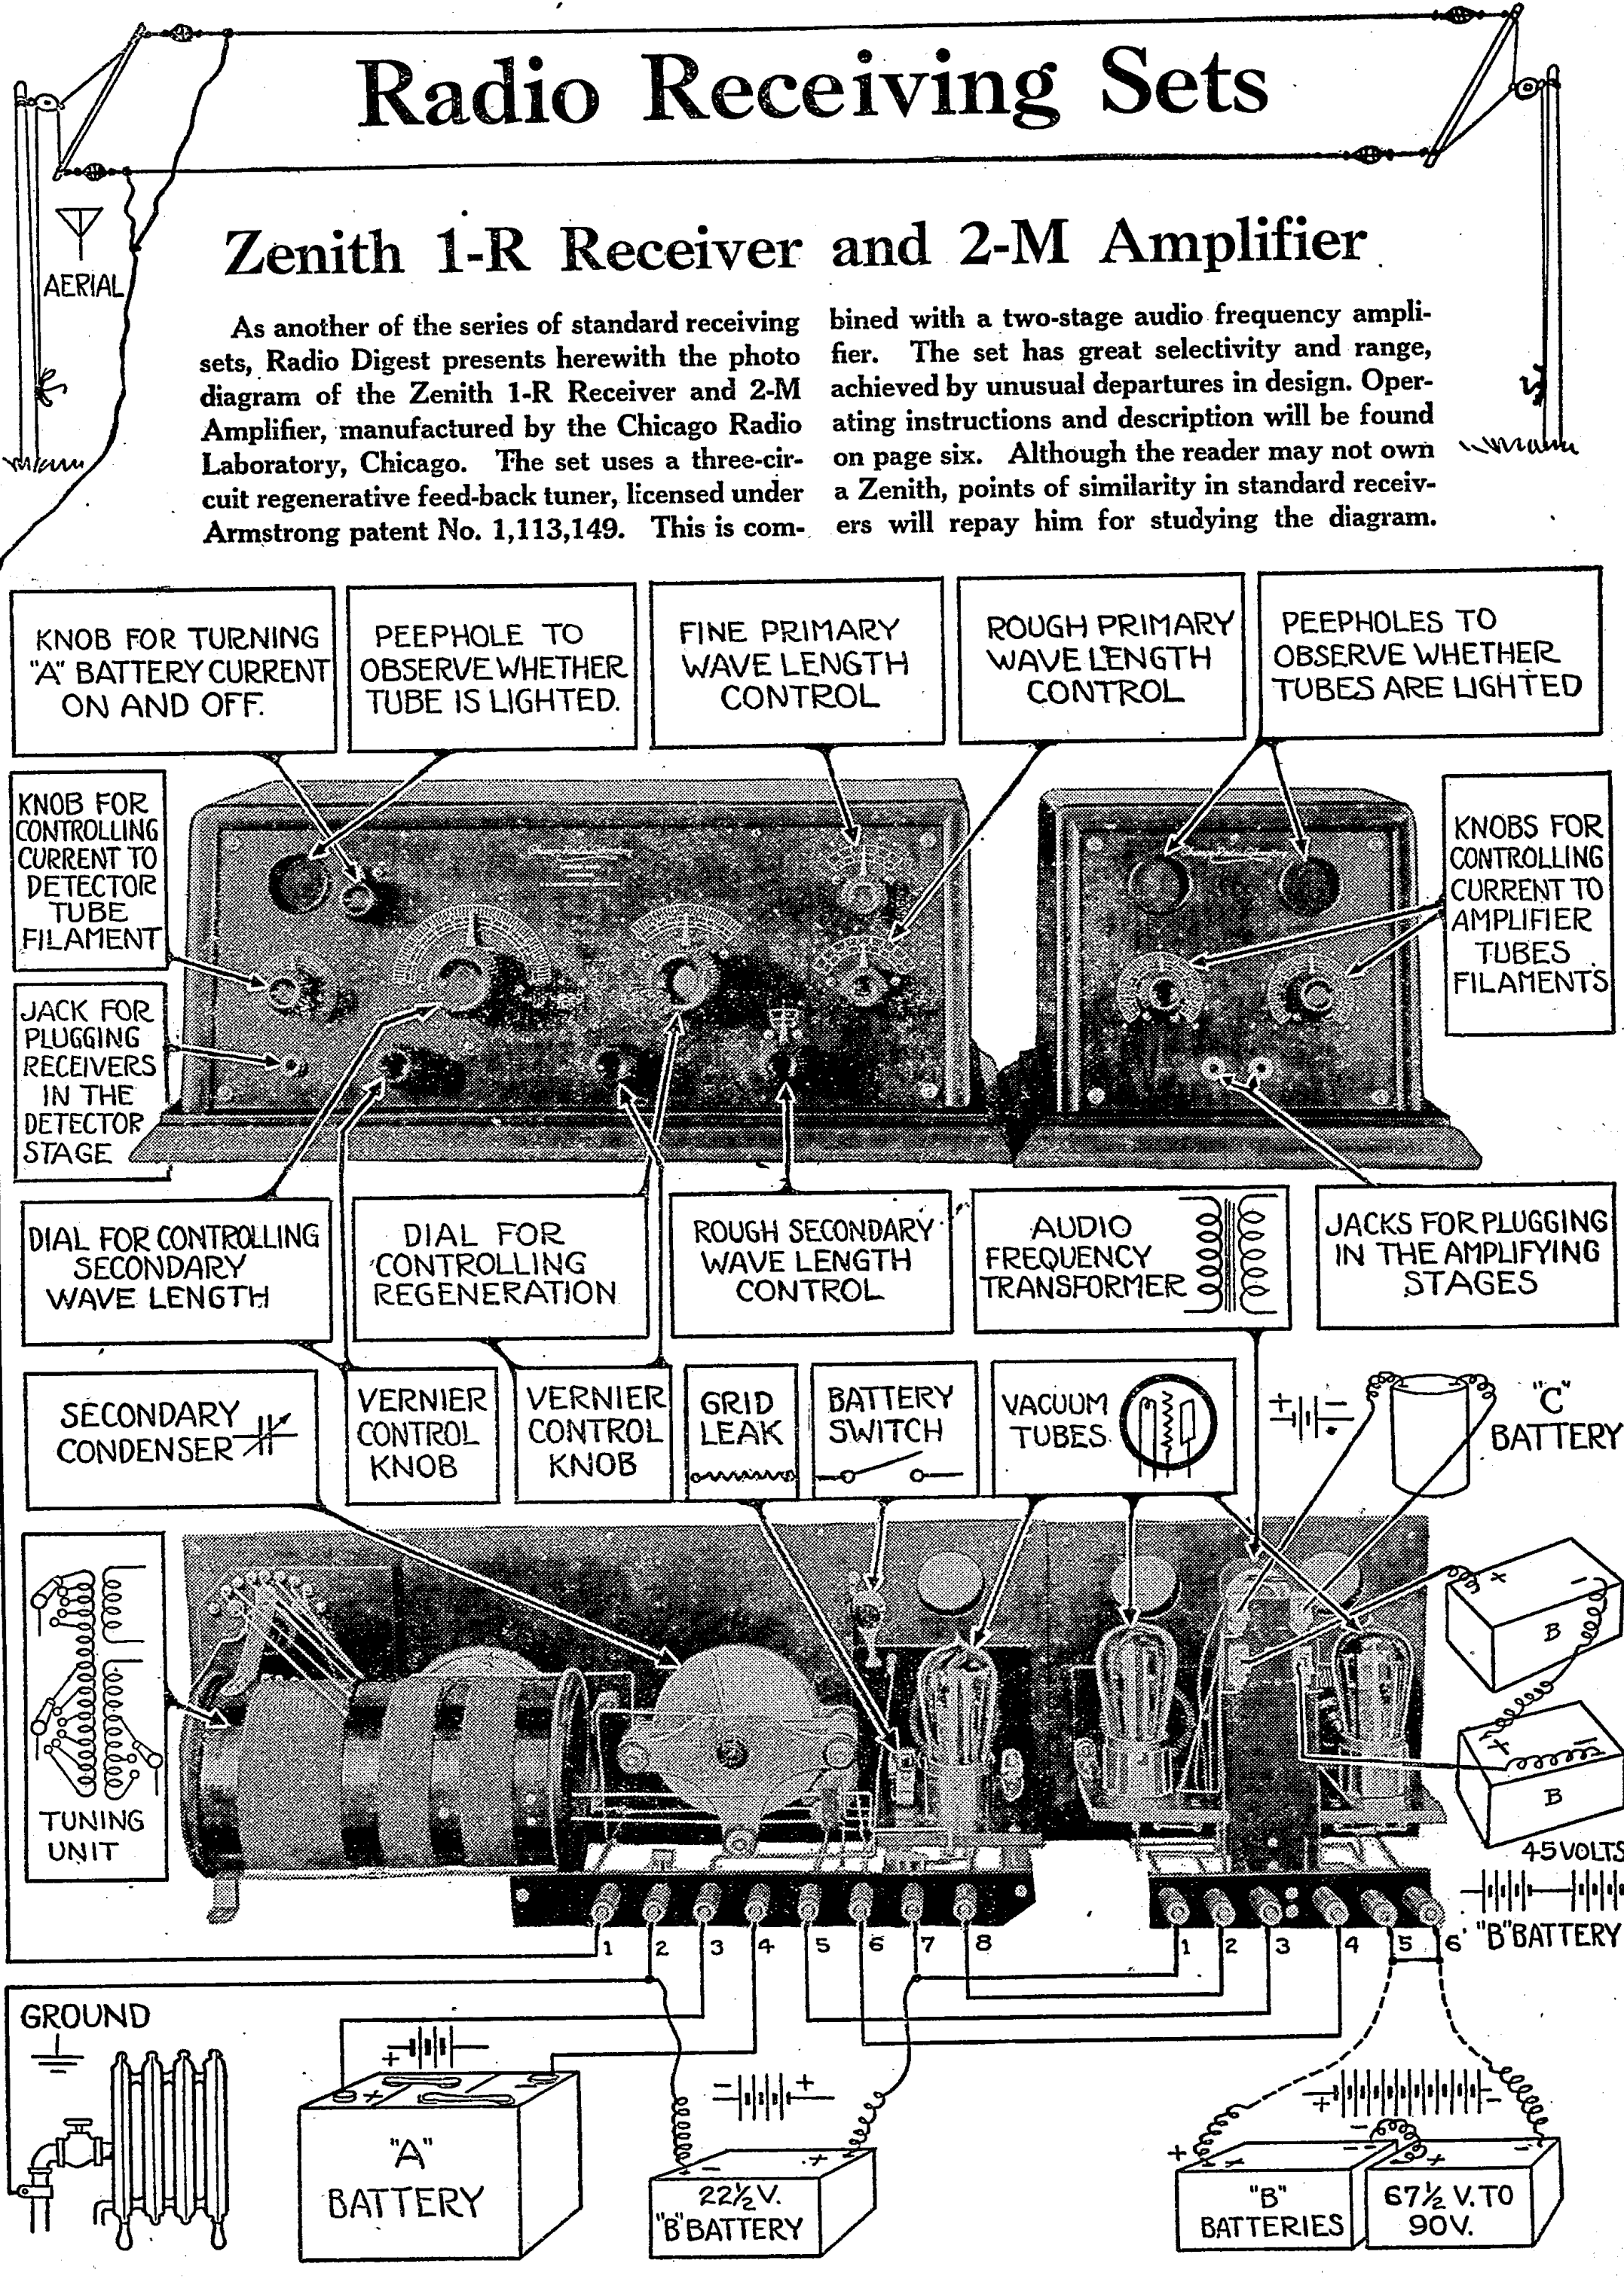 Radio Receiving Sets
AERIAL
Zenith 1-R Receiver and 2-M Amplifier
As another of the series of standard receiving
sets, Radio Digest presents herewith the photo
diagram of the Zenith 1-R Receiver and 2-M
Amplifier, manufactured by the Chicago Radio
Laboratory, Chicago. The set uses a three-cir-
cuit regenerative feed-back tuner, licensed under
Armstrong patent No. 1,113,149. This is com-
bined with a two-stage audio frequency ampli-
fier. The set has great selectivity and range,
achieved by unusual departures in design. Oper-
ating instructions and description will be found
on page six. Although the reader may not own
a Zenith, points of similarity in standard receiv-
ers will repay him for studying the diagram.
KNOB FOR TURNING
"A" BATTERY CURRENT
ON AND OFF.
PEEPHOLE TO
OBSERVE WHETHER
TUBE IS LIGHTED.
FINE PRIMARY
WAVE LENGTH
CONTROL
ROUGH PRIMARY
WAVE LENGTH
CONTROL
PEEPHOLES TO
OBSERVE WHETHER
TUBES ARE LIGHTED
KNOB FOR
CONTROLLING
CURRENT TO
DETECTOR
TUBE
FILAMENT
JACK FOR
PLUGGING
RECEIVERS
IN THE
DETECTOR
STAGE
KNOBS FOR
CONTROLLING
CURRENT TO
AMPLIFIER
TUBES
FILAMENTS
DIAL FOR CONTROLLING
SECONDARY
WAVE LENGTH
DIAL FOR
CONTROLLING
REGENERATION
ROUGH SECONDARY
WAVE LENGTH
CONTROL
AUDIO
FREQUENCY
TRANSFORMER
JACKS FOR PLUGGING
IN THE AMPLIFYING
STAGES
SECONDARY
CONDENSER
VERNIER
CONTROL
KNOB
VERNIER
CONTROL
KNOB
GRID
LEAK
BATTERY
SWITCH
VACUUM
TUBES
+ -
"C"
BATTERY
TUNING
UNIT
+ -
B
+ -
B
45 VOLTS
"B" BATTERY
1 2 3 4 5 6 7 8
1 2 3 4 5 6
GROUND
+
+ -
"A"
BATTERY
- +
- +
22½ V.
"B" BATTERY
+ -
+ + - - + -
"B"
BATTERIES
67½ V. TO
90 V.